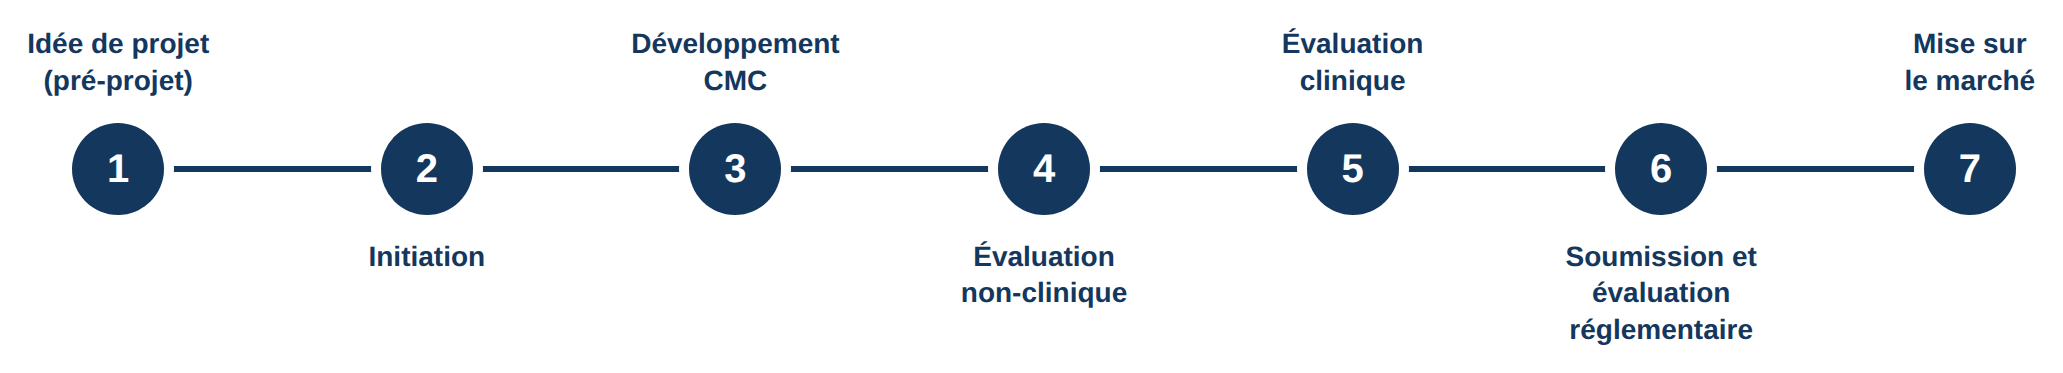 Idée de projet
(pré-projet)
Développement
CMC
Évaluation
clinique
Mise sur
le marché
1
2
3
4
5
6
7
Initiation
Évaluation
non-clinique
Soumission et
évaluation
réglementaire